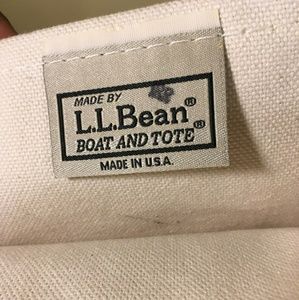 MADE BY
L.L.Bean®
BOAT AND TOTE®
MADE IN U.S.A.